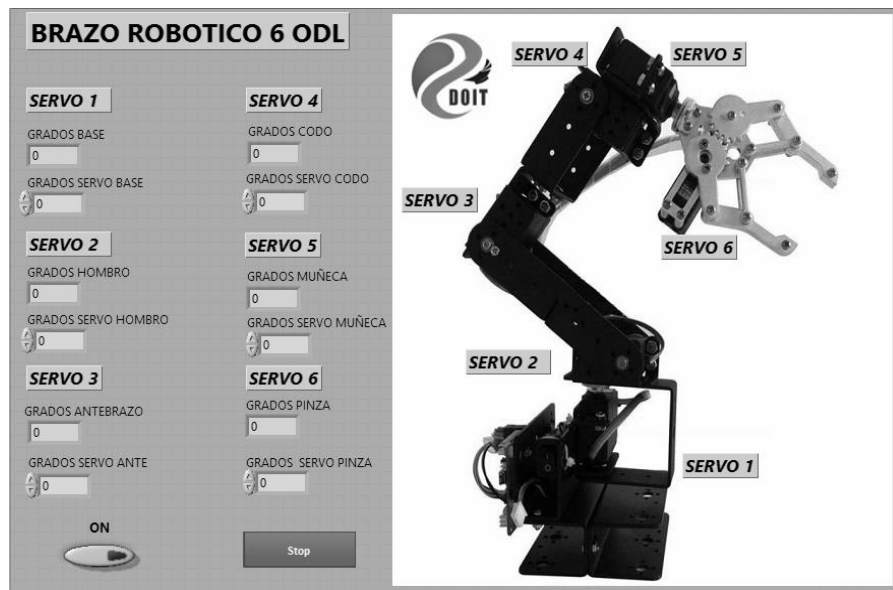 BRAZO ROBOTICO 6 ODL
SERVO 1
GRADOS BASE
0
GRADOS SERVO BASE
0
SERVO 2
GRADOS HOMBRO
0
GRADOS SERVO HOMBRO
0
SERVO 3
GRADOS ANTEBRAZO
0
GRADOS SERVO ANTE
0
ON
SERVO 4
GRADOS CODO
0
GRADOS SERVO CODO
0
SERVO 5
GRADOS MUÑECA
0
GRADOS SERVO MUÑECA
0
SERVO 6
GRADOS PINZA
0
GRADOS SERVO PINZA
0
Stop
DOIT
SERVO 4
SERVO 5
SERVO 3
SERVO 6
SERVO 2
SERVO 1